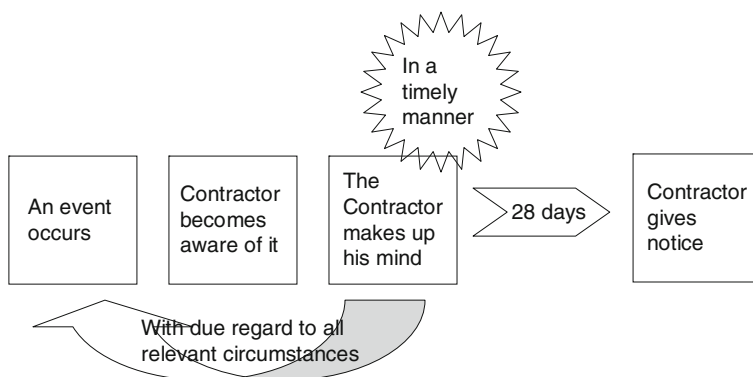 In a
timely
manner
An event
occurs
Contractor
becomes
aware of it
The
Contractor
makes up
his mind
28 days
Contractor
gives
notice
With due regard to all
relevant circumstances